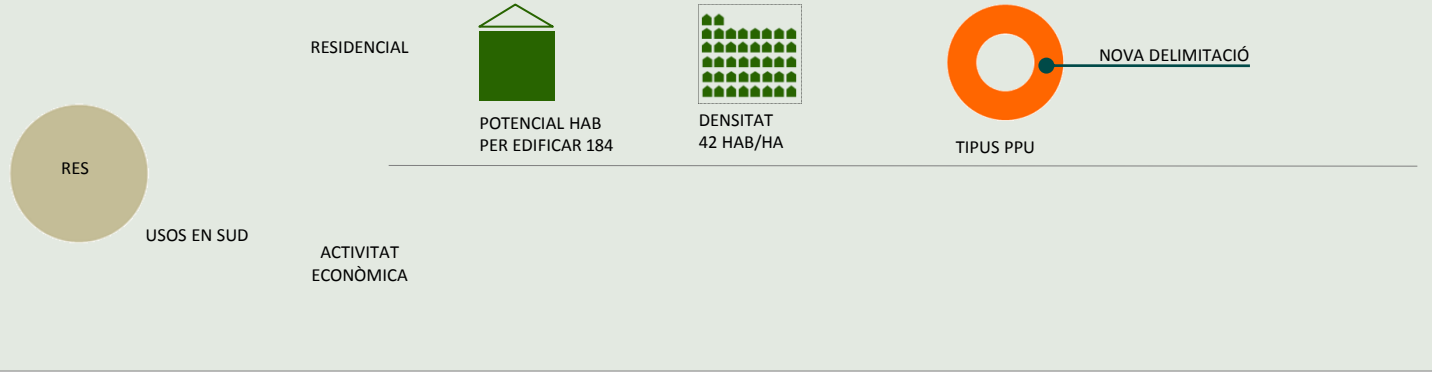 RESIDENCIAL
POTENCIAL HAB
PER EDIFICAR 184
DENSITAT
42 HAB/HA
NOVA DELIMITACIÓ
TIPUS PPU
RES
USOS EN SUD
ACTIVITAT
ECONÒMICA